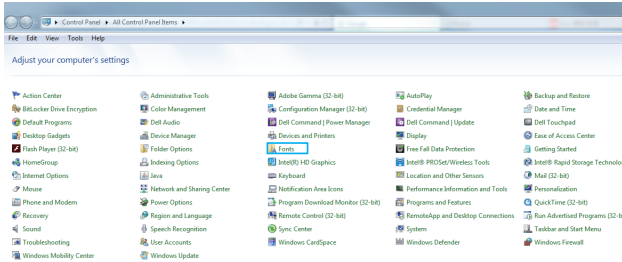 Control Panel ▸ All Control Panel Items ▸
File Edit View Tools Help
Adjust your computer's settings
Action Center Administrative Tools Adobe Gamma (32-bit) AutoPlay Backup and Restore
BitLocker Drive Encryption Color Management Configuration Manager (32-bit) Credential Manager Date and Time
Default Programs Dell Audio Dell Command | Power Manager Dell Command | Update Dell Touchpad
Desktop Gadgets Device Manager Devices and Printers Display Ease of Access Center
Flash Player (32-bit) Folder Options Fonts Free Fall Data Protection Getting Started
HomeGroup Indexing Options Intel(R) HD Graphics Intel® PROSet/Wireless Tools Intel® Rapid Storage Technolo
Internet Options Java Keyboard Location and Other Sensors Mail (32-bit)
Mouse Network and Sharing Center Notification Area Icons Performance Information and Tools Personalization
Phone and Modem Power Options Program Download Monitor (32-bit) Programs and Features QuickTime (32-bit)
Recovery Region and Language Remote Control (32-bit) RemoteApp and Desktop Connections Run Advertised Programs (32-b
Sound Speech Recognition Sync Center System Taskbar and Start Menu
Troubleshooting User Accounts Windows CardSpace Windows Defender Windows Firewall
Windows Mobility Center Windows Update